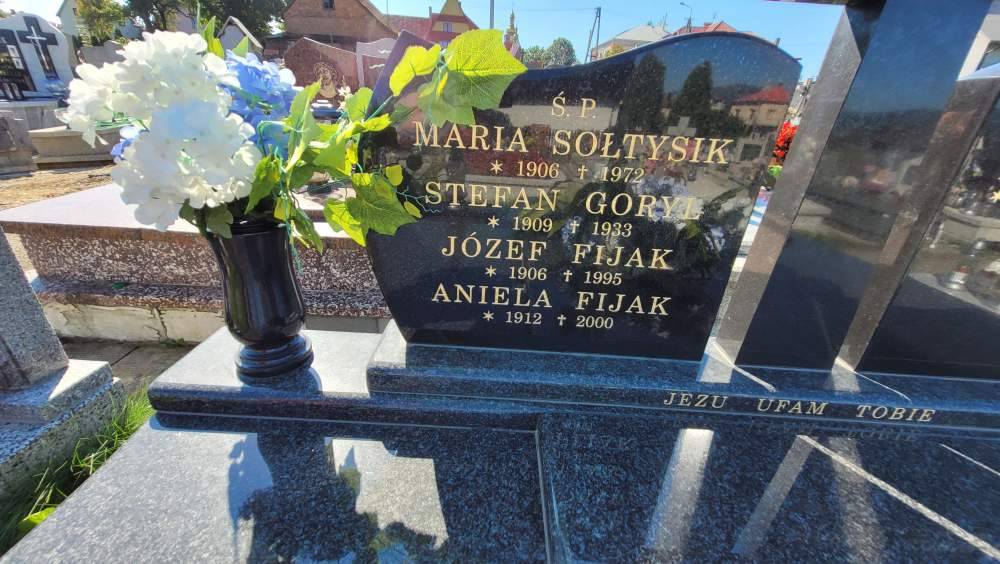 Ś. P.
MARIA SOŁTYSIK
✶ 1906 ✝ 1972
STEFAN GORYL
✶ 1909 ✝ 1933
JÓZEF FIJAK
✶ 1906 ✝ 1995
ANIELA FIJAK
✶ 1912 ✝ 2000
JEZU UFAM TOBIE